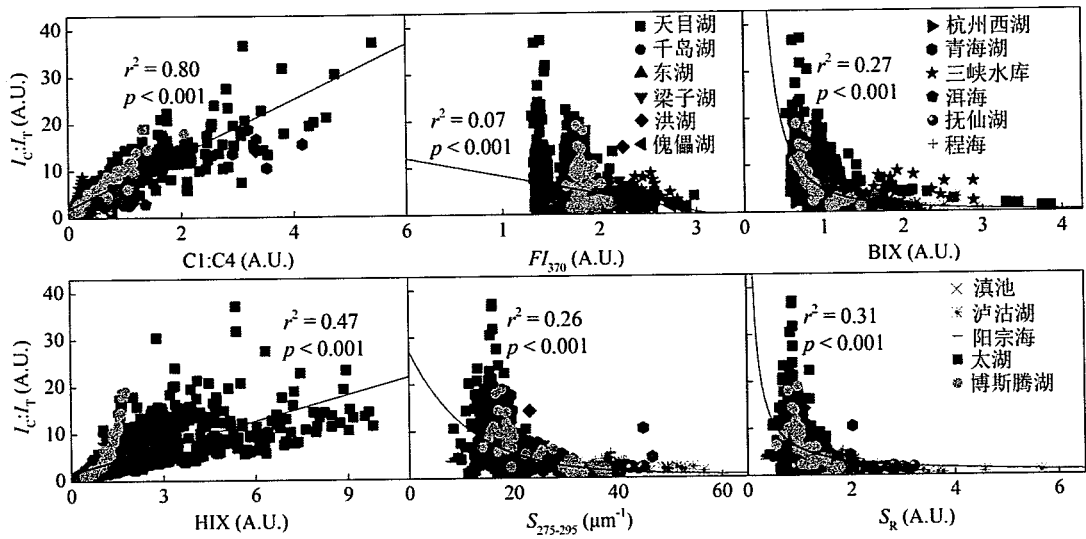 I_C:I_T (A.U.)
40
30
20
10
0
r² = 0.80
p < 0.001
0 2 4 6
C1:C4 (A.U.)
r² = 0.07
p < 0.001
天目湖
千岛湖
东湖
梁子湖
洪湖
傀儡湖
1 2 3
FI₃₇₀ (A.U.)
r² = 0.27
p < 0.001
杭州西湖
青海湖
三峡水库
洱海
抚仙湖
程海
0 1 2 3 4
BIX (A.U.)
I_C:I_T (A.U.)
40
30
20
10
0
r² = 0.47
p < 0.001
0 3 6 9
HIX (A.U.)
r² = 0.26
p < 0.001
0 20 40 60
S₂₇₅₋₂₉₅ (μm⁻¹)
r² = 0.31
p < 0.001
滇池
泸沽湖
阳宗海
太湖
博斯腾湖
0 2 4 6
S_R (A.U.)